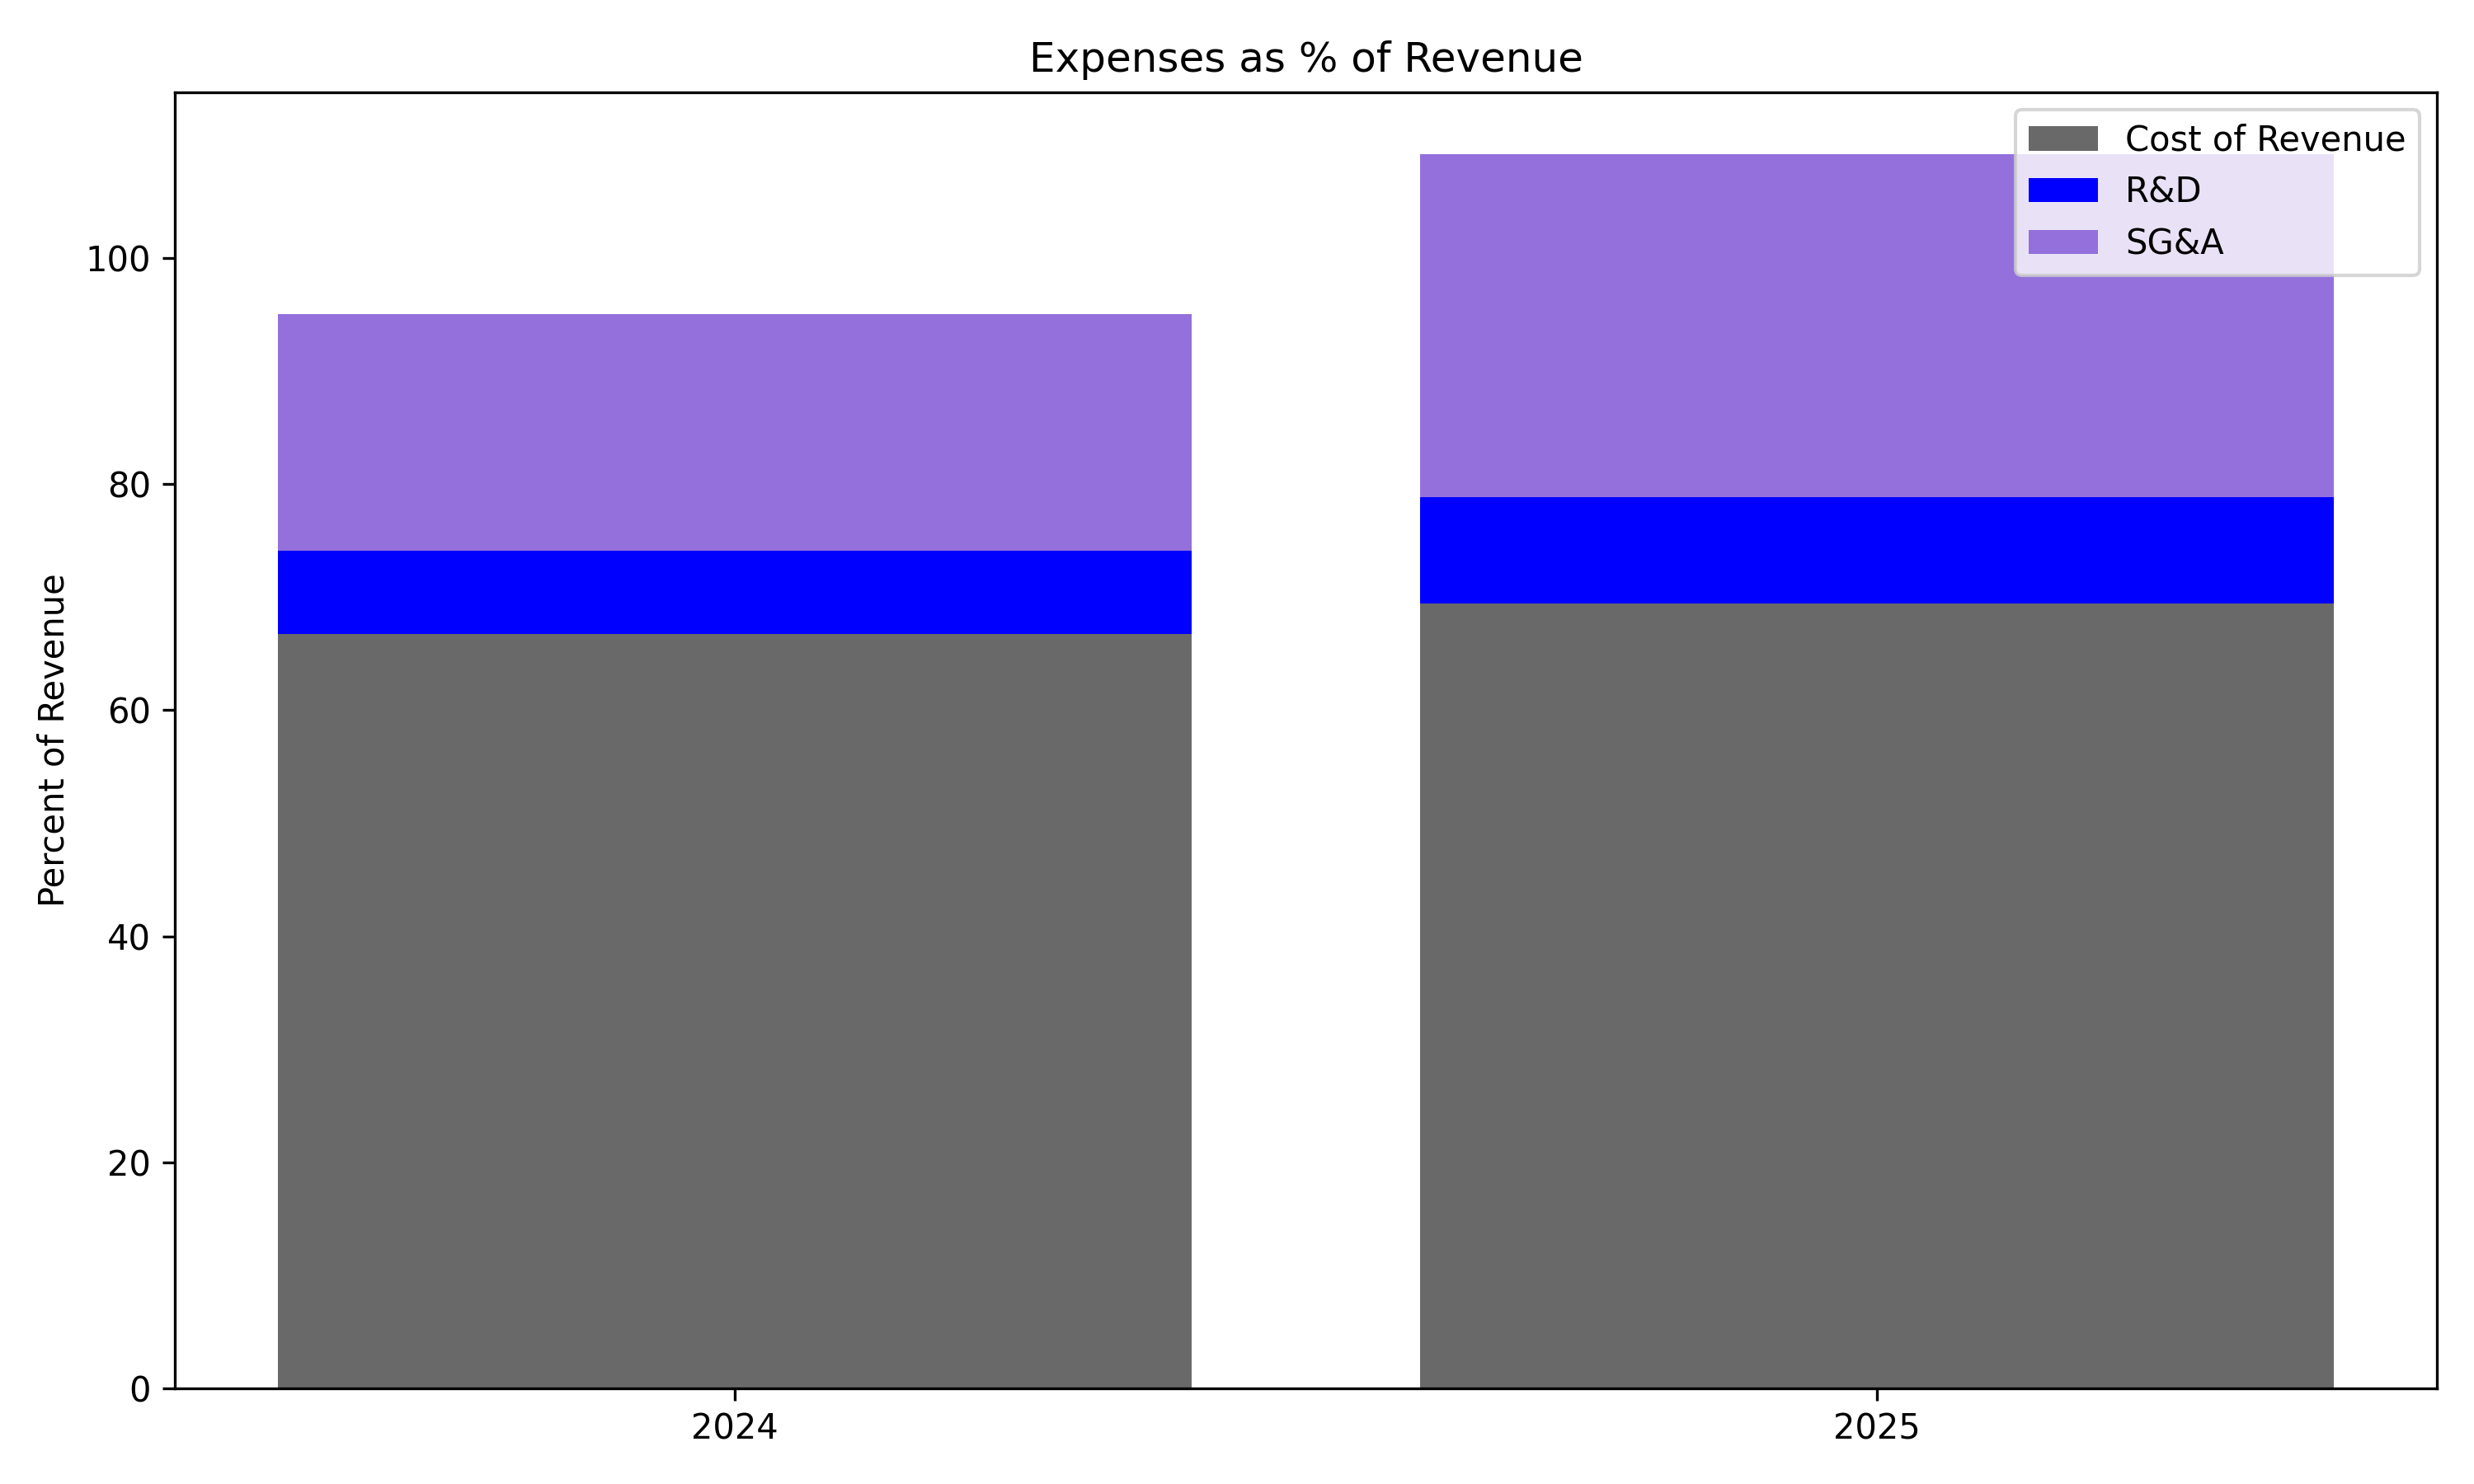 Expenses as % of Revenue
Cost of Revenue
R&D
SG&A
Percent of Revenue
100
80
60
40
20
0
2024
2025